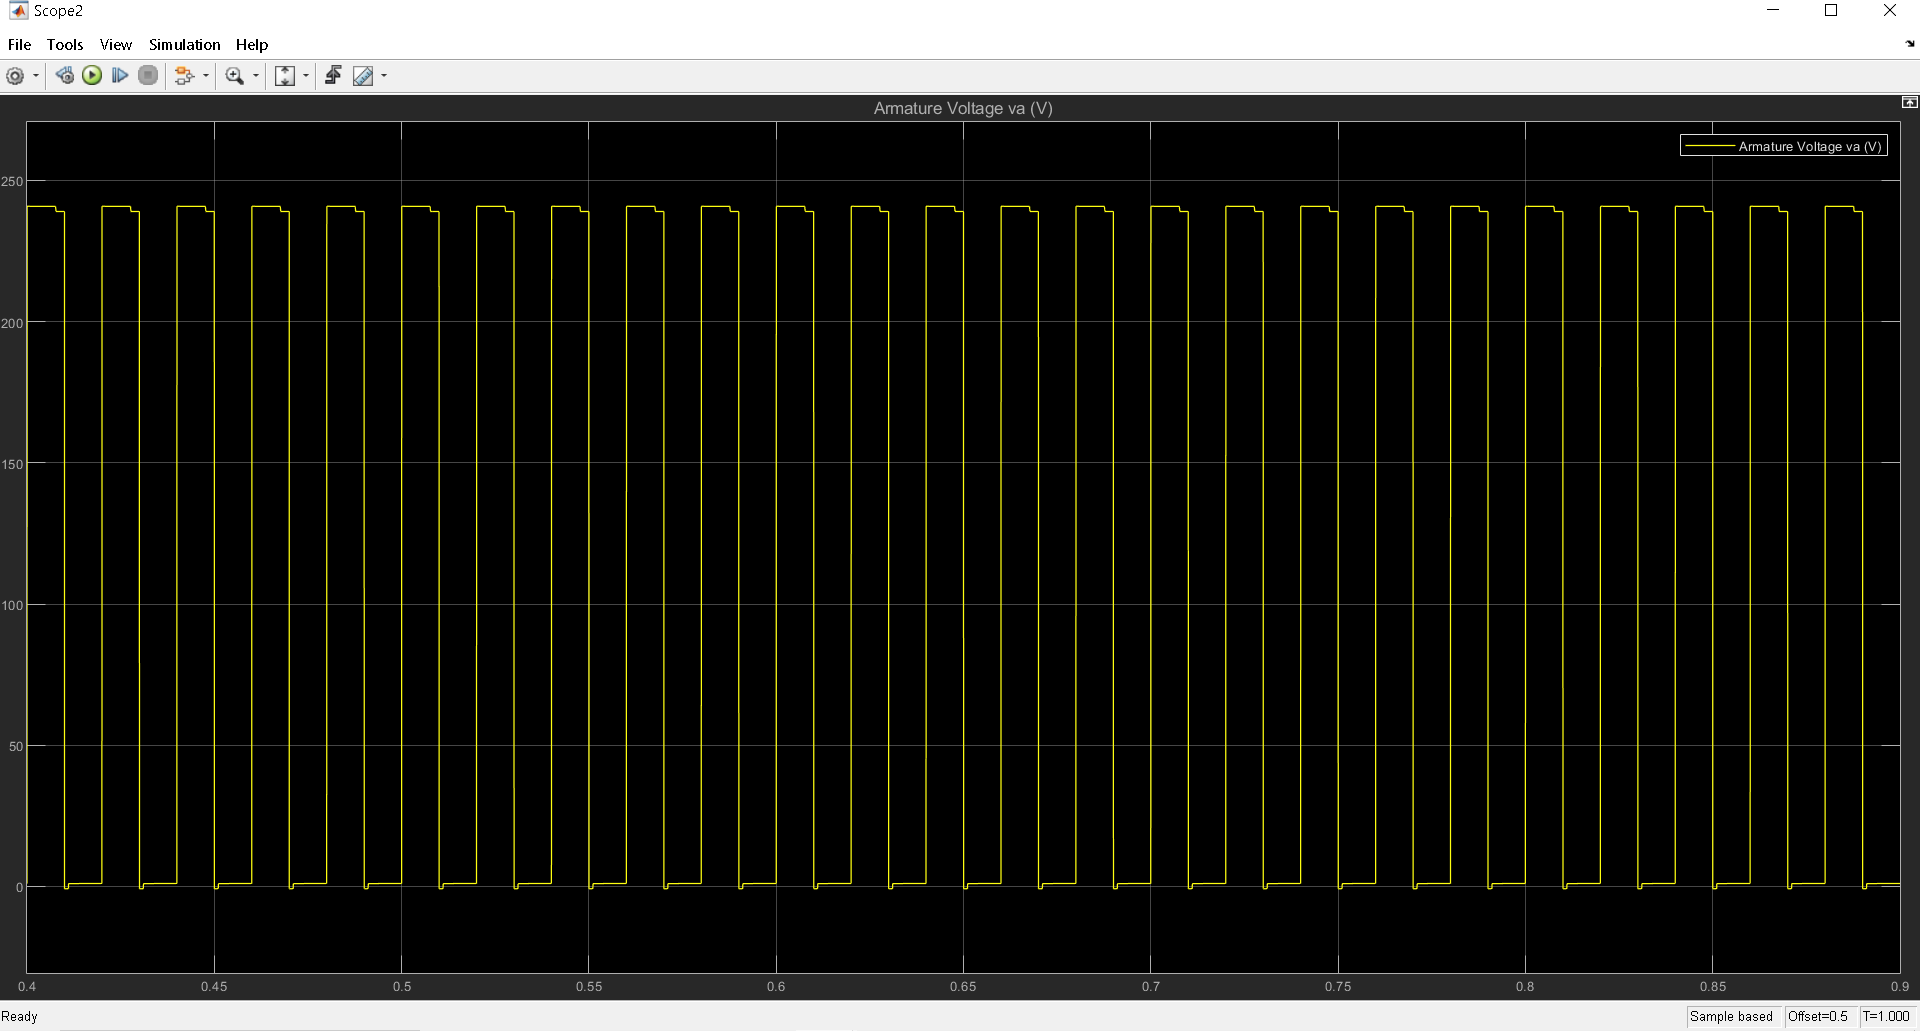 Scope2
File Tools View Simulation Help
Armature Voltage va (V)
Armature Voltage va (V)
250
200
150
100
50
0
0.4 0.45 0.5 0.55 0.6 0.65 0.7 0.75 0.8 0.85 0.9
Ready Sample based Offset=0.5 T=1.000